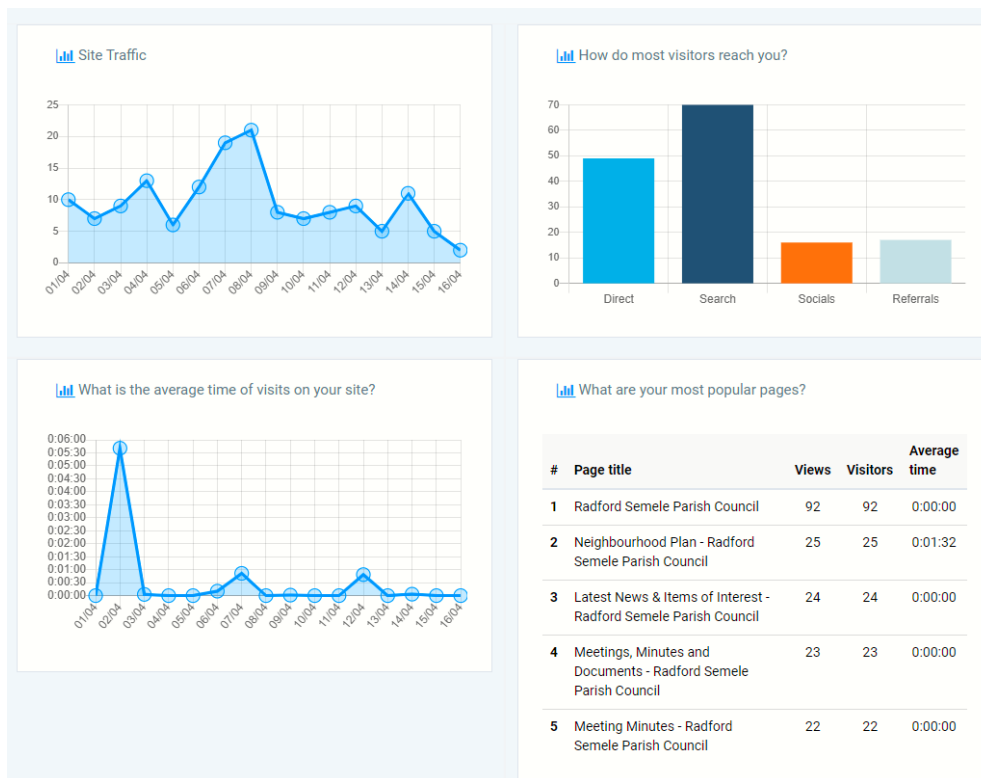 Site Traffic
25
20
15
10
5
0
01/04 02/04 03/04 04/04 05/04 06/04 07/04 08/04 09/04 10/04 11/04 12/04 13/04 14/04 15/04 16/04
How do most visitors reach you?
70
60
50
40
30
20
10
0
Direct Search Socials Referrals
What is the average time of visits on your site?
0:06:00
0:05:30
0:05:00
0:04:30
0:04:00
0:03:30
0:03:00
0:02:30
0:02:00
0:01:30
0:01:00
0:00:30
0:00:00
01/04 02/04 03/04 04/04 05/04 06/04 07/04 08/04 09/04 10/04 11/04 12/04 13/04 14/04 15/04 16/04
What are your most popular pages?
Average
# Page title Views Visitors time
1 Radford Semele Parish Council 92 92 0:00:00
2 Neighbourhood Plan - Radford 25 25 0:01:32
Semele Parish Council
3 Latest News & Items of Interest - 24 24 0:00:00
Radford Semele Parish Council
4 Meetings, Minutes and 23 23 0:00:00
Documents - Radford Semele
Parish Council
5 Meeting Minutes - Radford 22 22 0:00:00
Semele Parish Council